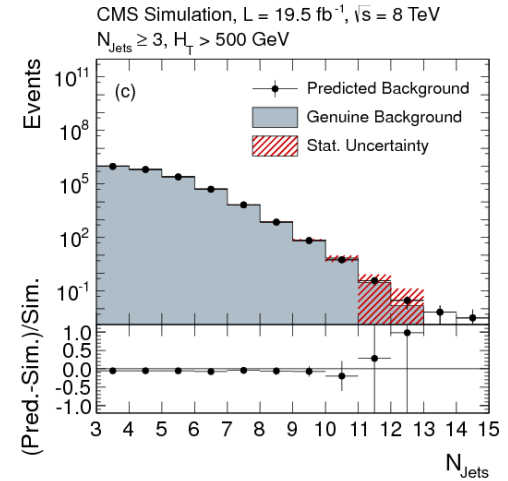 CMS Simulation, L = 19.5 fb⁻¹, √s = 8 TeV
N_Jets ≥ 3, H_T > 500 GeV
Events
(c)
Predicted Background
Genuine Background
Stat. Uncertainty
10¹¹
10⁸
10⁵
10²
10⁻¹
(Pred.-Sim.)/Sim.
1.0
0.5
0.0
-0.5
-1.0
3 4 5 6 7 8 9 10 11 12 13 14 15
N_Jets